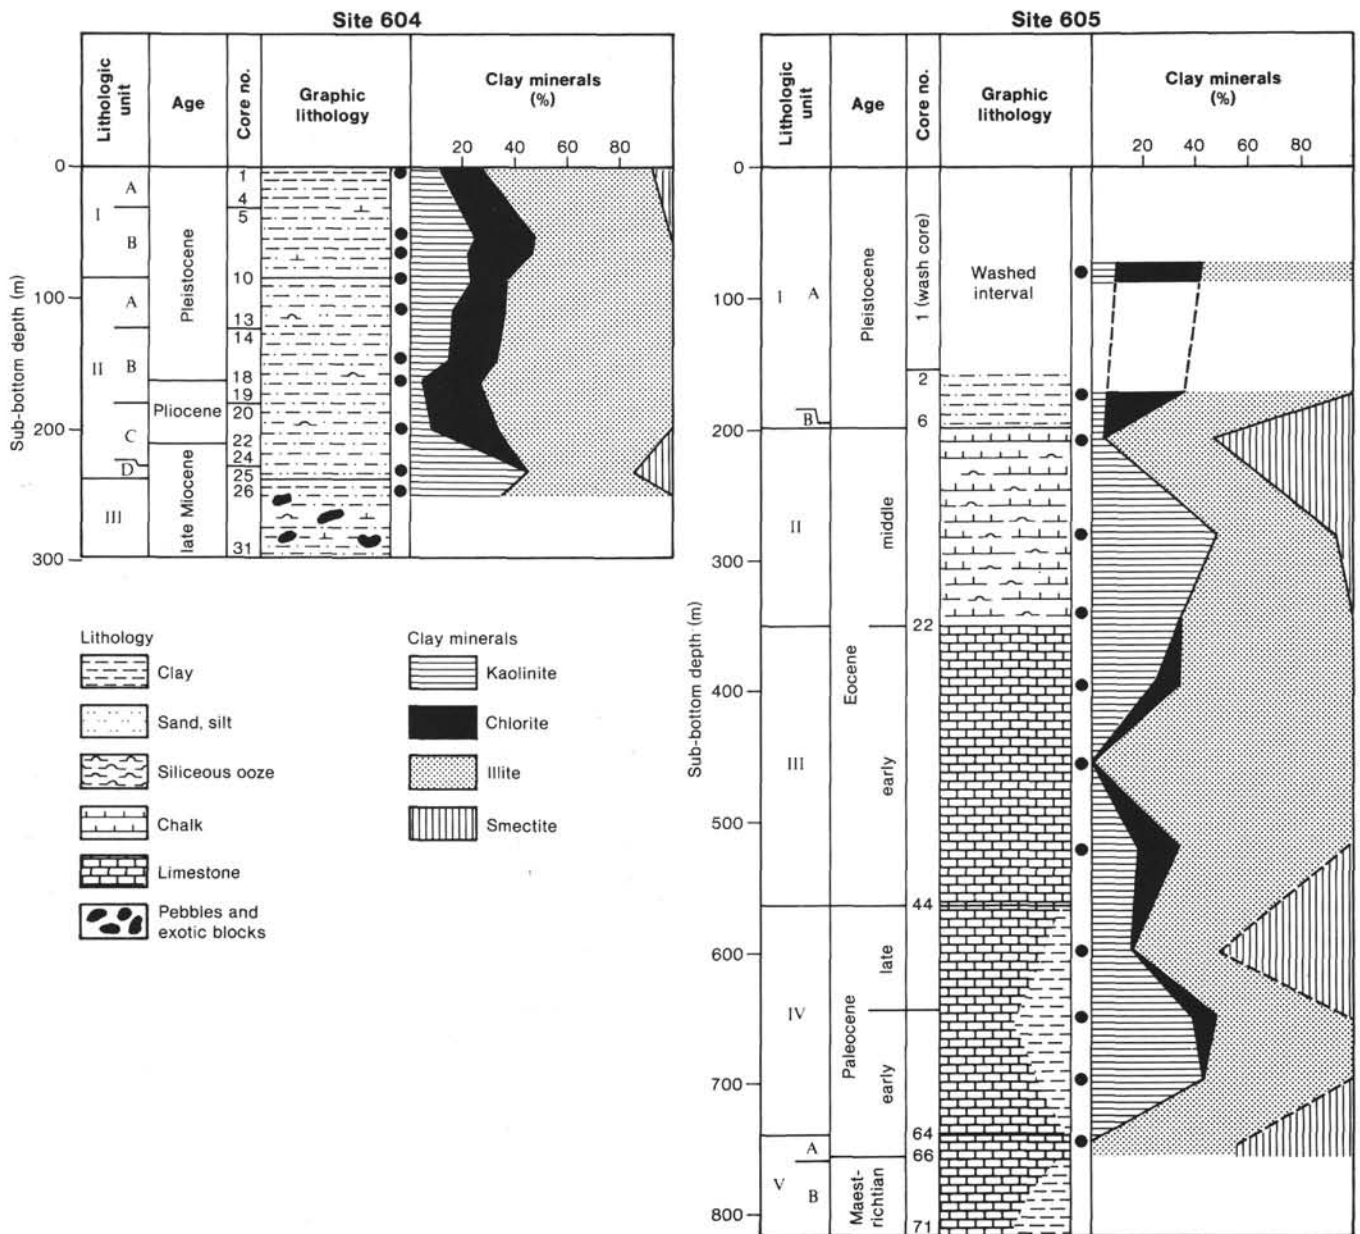 Site 604
Lithologic
unit
Age
Core no.
Graphic
lithology
Clay minerals
(%)
20 40 60 80
Sub-bottom depth (m)
0
100
200
300
I
A
B
II
A
B
C
D
III
Pleistocene
Pliocene
late Miocene
1
4
5
10
13
14
18
19
20
22
24
25
26
31
Lithology
Clay
Sand, silt
Siliceous ooze
Chalk
Limestone
Pebbles and
exotic blocks
Clay minerals
Kaolinite
Chlorite
Illite
Smectite
Site 605
Lithologic
unit
Age
Core no.
Graphic
lithology
Clay minerals
(%)
20 40 60 80
Sub-bottom depth (m)
0
100
200
300
400
500
600
700
800
I
A
B
II
III
IV
V
A
B
Pleistocene
middle
Eocene
early
late
Paleocene
early
Maest-
richtian
1 (wash core)
2
6
22
44
64
66
71
Washed
interval